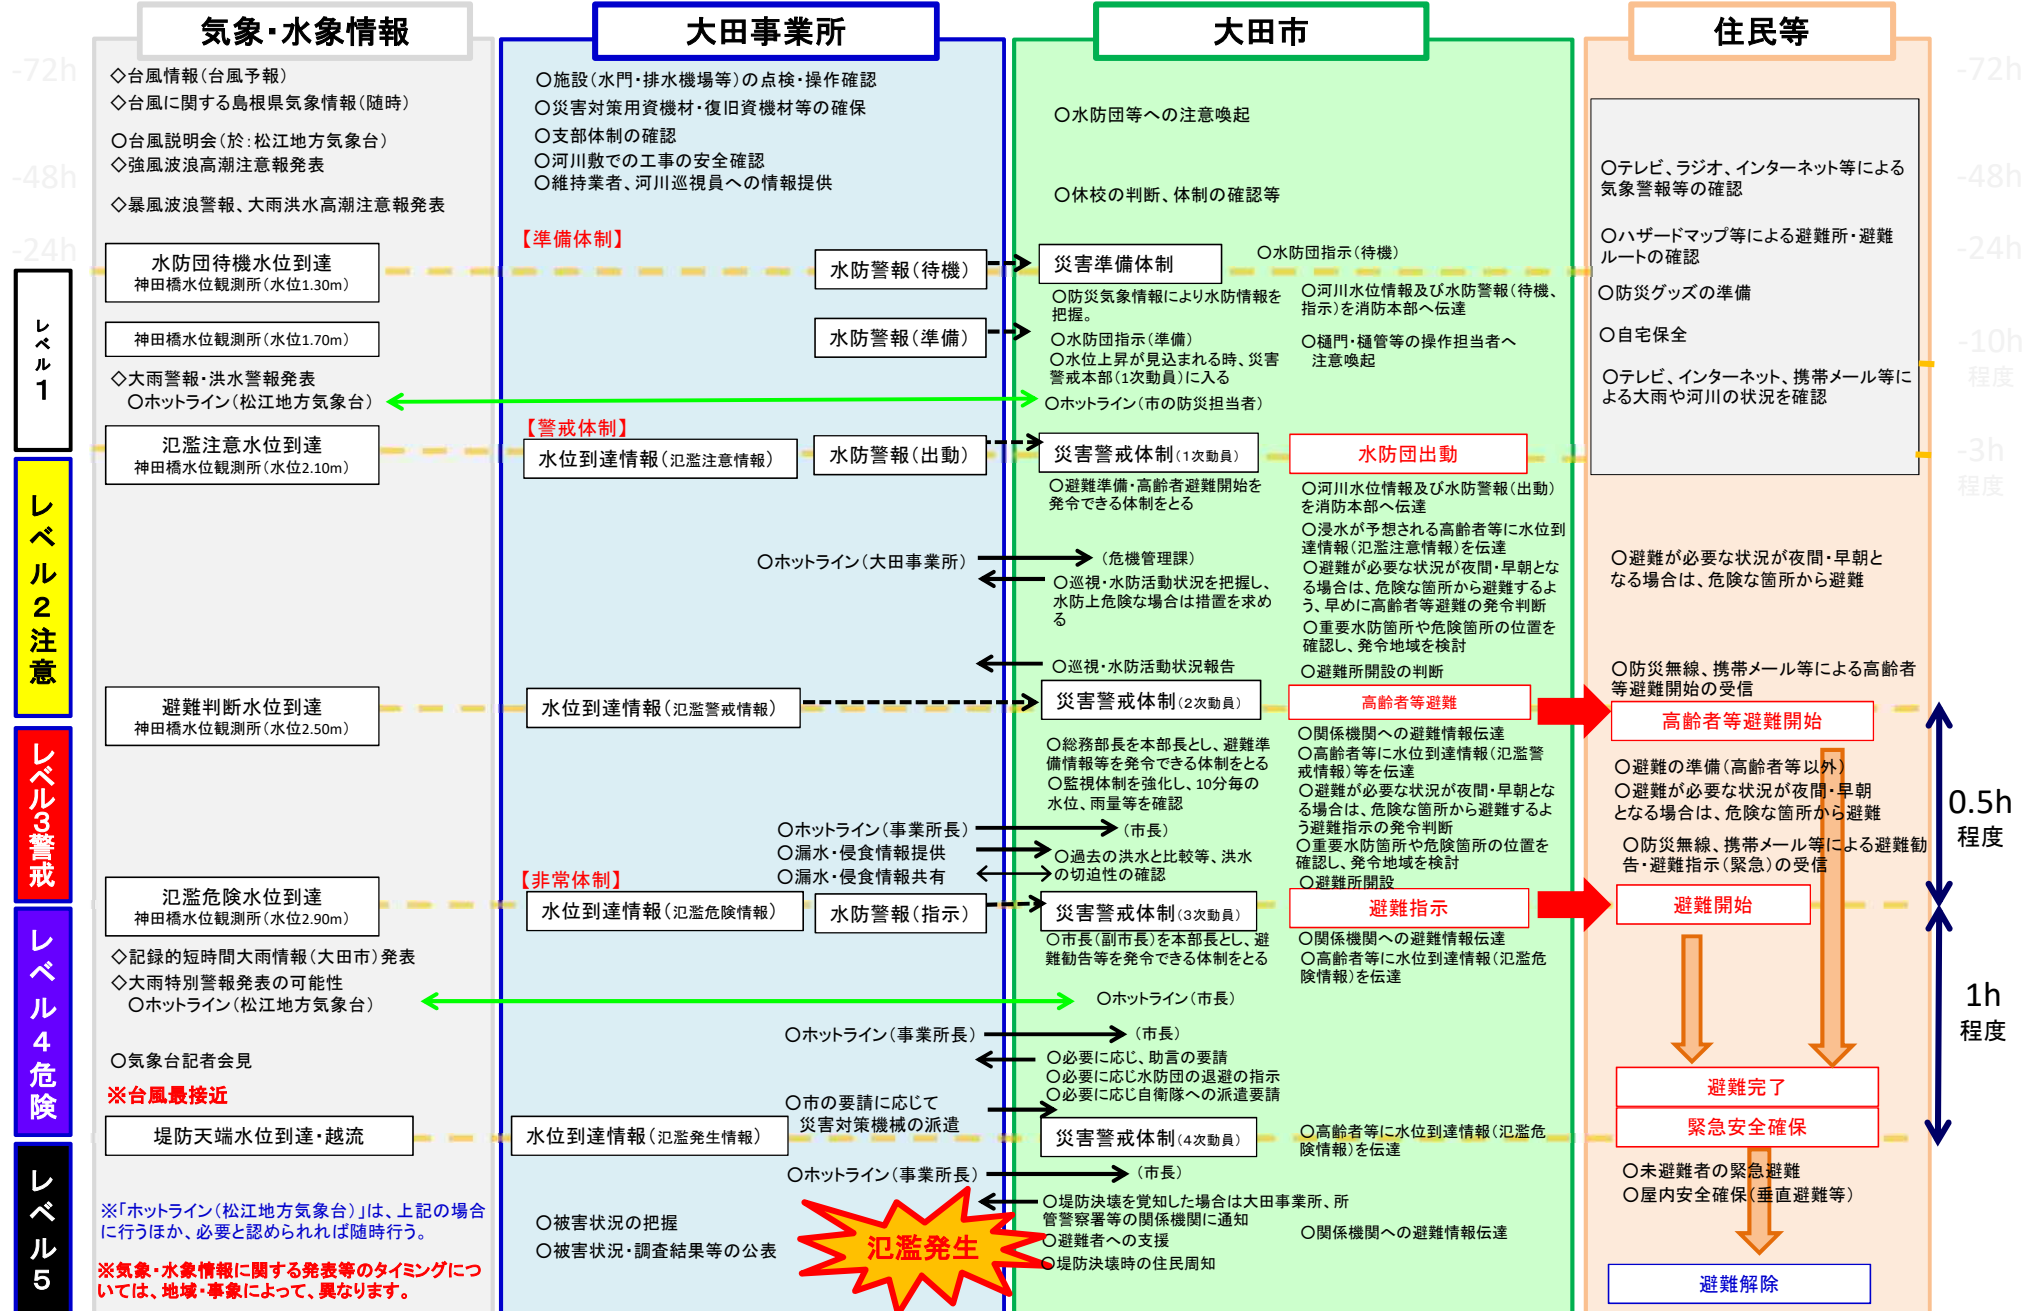 気象・水象情報
大田事業所
大田市
住民等
-72h
-48h
-24h
レベル1
レベル2注意
レベル3警戒
レベル4危険
レベル5
◇台風情報(台風予報)
◇台風に関する島根県気象情報(随時)
○台風説明会(於:松江地方気象台)
◇強風波浪高潮注意報発表
◇暴風波浪警報、大雨洪水高潮注意報発表
水防団待機水位到達
神田橋水位観測所(水位1.30m)
神田橋水位観測所(水位1.70m)
◇大雨警報・洪水警報発表
○ホットライン(松江地方気象台)
氾濫注意水位到達
神田橋水位観測所(水位2.10m)
避難判断水位到達
神田橋水位観測所(水位2.50m)
氾濫危険水位到達
神田橋水位観測所(水位2.90m)
◇記録的短時間大雨情報(大田市)発表
◇大雨特別警報発表の可能性
○ホットライン(松江地方気象台)
○気象台記者会見
※台風最接近
堤防天端水位到達・越流
※「ホットライン(松江地方気象台)」は、上記の場合
に行うほか、必要と認められれば随時行う。
※気象・水象情報に関する発表等のタイミングにつ
いては、地域・事象によって、異なります。
○施設(水門・排水機場等)の点検・操作確認
○災害対策用資機材・復旧資機材等の確保
○支部体制の確認
○河川敷での工事の安全確認
○維持業者、河川巡視員への情報提供
【準備体制】
水防警報(待機)
水防警報(準備)
【警戒体制】
水位到達情報(氾濫注意情報)
水防警報(出動)
○ホットライン(大田事業所)
水位到達情報(氾濫警戒情報)
○ホットライン(事業所長)
○漏水・侵食情報提供
○漏水・侵食情報共有
【非常体制】
水位到達情報(氾濫危険情報)
水防警報(指示)
○ホットライン(事業所長)
○市の要請に応じて
災害対策機械の派遣
水位到達情報(氾濫発生情報)
○ホットライン(事業所長)
○被害状況の把握
○被害状況・調査結果等の公表
氾濫発生
○水防団等への注意喚起
○休校の判断、体制の確認等
災害準備体制
○防災気象情報により水防情報を
把握。
○水防団指示(準備)
○水位上昇が見込まれる時、災害
警戒本部(1次動員)に入る
○ホットライン(市の防災担当者)
災害警戒体制(1次動員)
○避難準備・高齢者避難開始を
発令できる体制をとる
(危機管理課)
○巡視・水防活動状況を把握し、
水防上危険な場合は措置を求め
る
○巡視・水防活動状況報告
災害警戒体制(2次動員)
○総務部長を本部長とし、避難準
備情報等を発令できる体制をとる
○監視体制を強化し、10分毎の
水位、雨量等を確認
(市長)
○過去の洪水と比較等、洪水
の切迫性の確認
災害警戒体制(3次動員)
○市長(副市長)を本部長とし、避
難勧告等を発令できる体制をとる
○ホットライン(市長)
(市長)
○必要に応じ、助言の要請
○必要に応じ水防団の退避の指示
○必要に応じ自衛隊への派遣要請
災害警戒体制(4次動員)
(市長)
○堤防決壊を覚知した場合は大田事業所、所
管警察署等の関係機関に通知
○避難者への支援
○堤防決壊時の住民周知
○水防団指示(待機)
○河川水位情報及び水防警報(待機、
指示)を消防本部へ伝達
○樋門・樋管等の操作担当者へ
注意喚起
水防団出動
○河川水位情報及び水防警報(出動)
を消防本部へ伝達
○浸水が予想される高齢者等に水位到
達情報(氾濫注意情報)を伝達
○避難が必要な状況が夜間・早朝とな
る場合は、危険な箇所から避難するよ
う、早めに高齢者等避難の発令判断
○重要水防箇所や危険箇所の位置を
確認し、発令地域を検討
○避難所開設の判断
高齢者等避難
○関係機関への避難情報伝達
○高齢者等に水位到達情報(氾濫警
戒情報)等を伝達
○避難が必要な状況が夜間・早朝とな
る場合は、危険な箇所から避難するよ
う避難指示の発令判断
○重要水防箇所や危険箇所の位置を
確認し、発令地域を検討
○避難所開設
避難指示
○関係機関への避難情報伝達
○高齢者等に水位到達情報(氾濫危
険情報)を伝達
○高齢者等に水位到達情報(氾濫危
険情報)を伝達
○関係機関への避難情報伝達
○テレビ、ラジオ、インターネット等による
気象警報等の確認
○ハザードマップ等による避難所・避難
ルートの確認
○防災グッズの準備
○自宅保全
○テレビ、インターネット、携帯メール等に
よる大雨や河川の状況を確認
○避難が必要な状況が夜間・早朝と
なる場合は、危険な箇所から避難
○防災無線、携帯メール等による高齢者
等避難開始の受信
高齢者等避難開始
○避難の準備(高齢者等以外)
○避難が必要な状況が夜間・早朝
となる場合は、危険な箇所から避難
○防災無線、携帯メール等による避難勧
告・避難指示(緊急)の受信
避難開始
避難完了
緊急安全確保
○未避難者の緊急避難
○屋内安全確保(垂直避難等)
避難解除
-72h
-48h
-24h
-10h
程度
-3h
程度
0.5h
程度
1h
程度